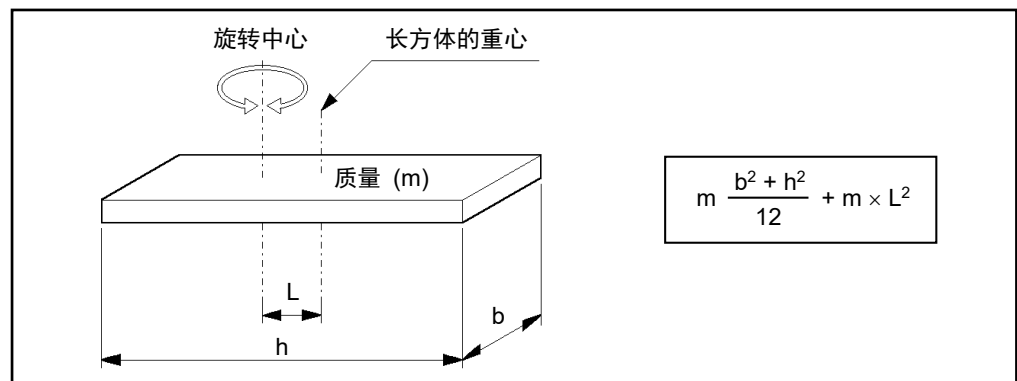 旋转中心
长方体的重心
质量 (m)
L
b
h
m b² + h² / 12 + m × L²